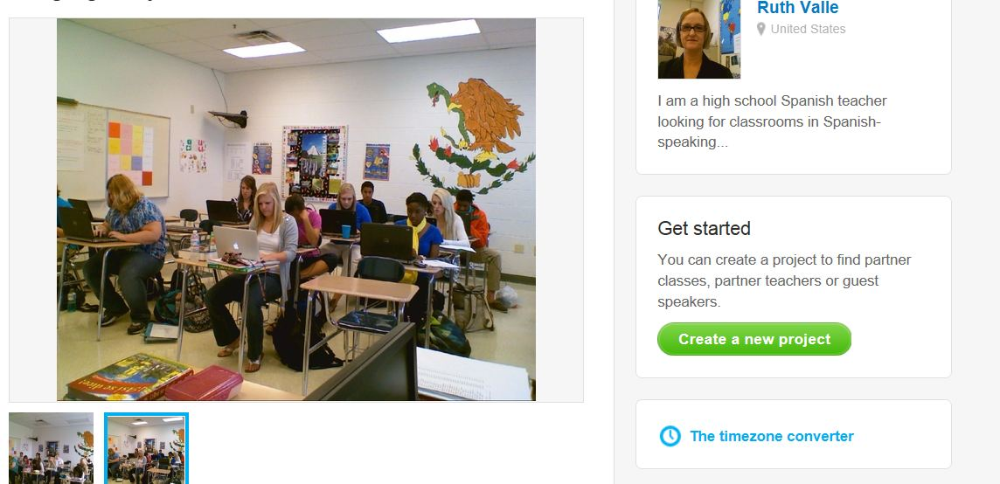 Ruth Valle
United States
I am a high school Spanish teacher
looking for classrooms in Spanish-
speaking...
Get started
You can create a project to find partner
classes, partner teachers or guest
speakers.
Create a new project
The timezone converter